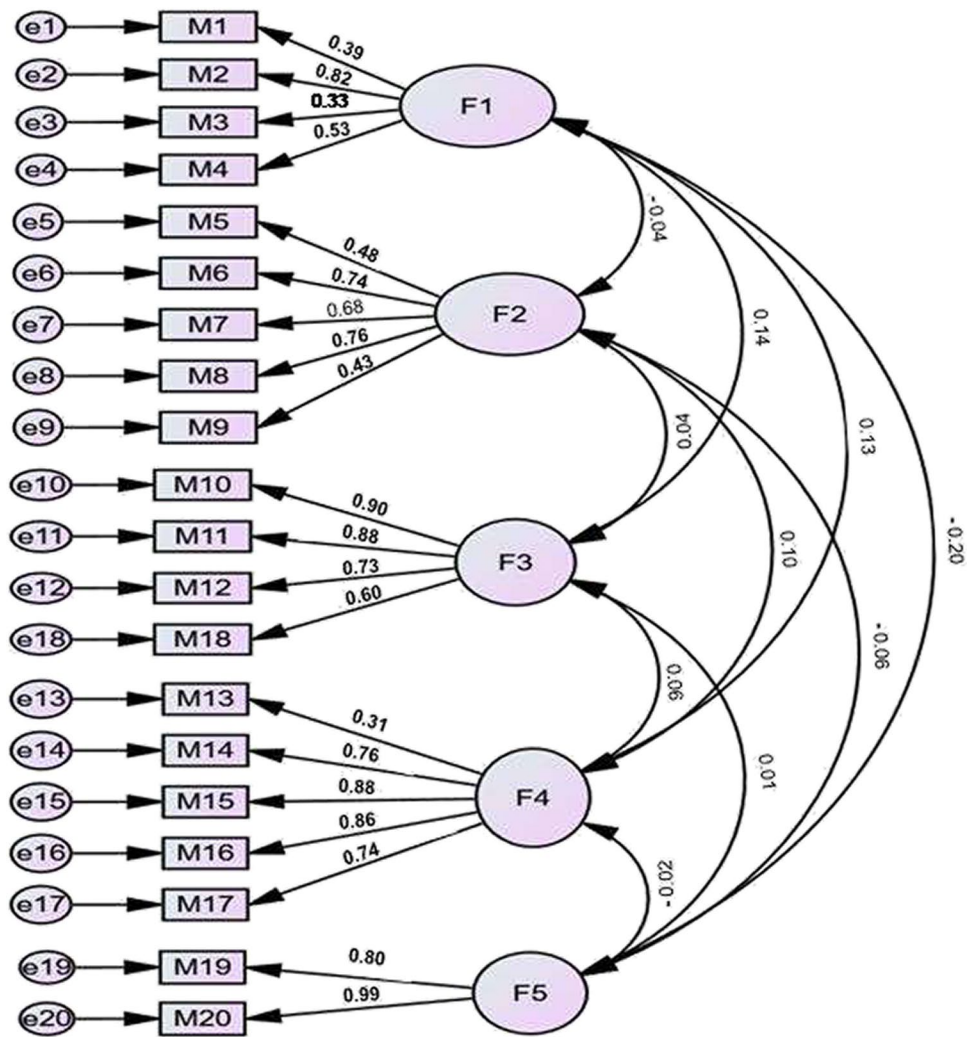 e1 M1 0.39
e2 M2 0.82 F1
e3 M3 0.33
e4 M4 0.53
-0.04
e5 M5 0.48
e6 M6 0.74
e7 M7 0.68 F2 0.14
e8 M8 0.76
e9 M9 0.43 0.04 0.13
e10 M10 0.90
e11 M11 0.88 0.10 -0.20
e12 M12 0.73 F3
e18 M18 0.60 -0.06
e13 M13 0.31 0.06
e14 M14 0.76 0.01
e15 M15 0.88 F4
e16 M16 0.86
e17 M17 0.74 -0.02
e19 M19 0.80
e20 M20 0.99 F5